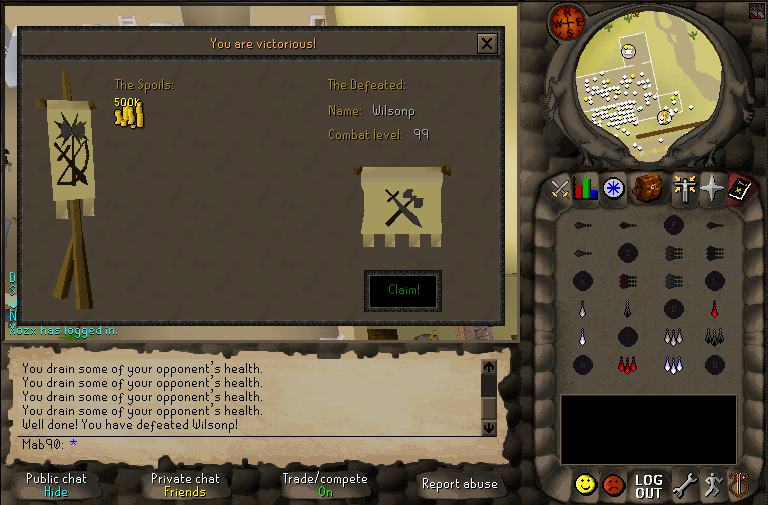 You are victorious!
The Spoils:
500K
The Defeated:
Name: Wilsonp
Combat level: 99
Claim!
Xozx has logged in.
You drain some of your opponent's health.
You drain some of your opponent's health.
You drain some of your opponent's health.
You drain some of your opponent's health.
Well done! You have defeated Wilsonp!
Mab90: *
Public chat
Hide
Private chat
Friends
Trade/compete
On
Report abuse
LOG
OUT